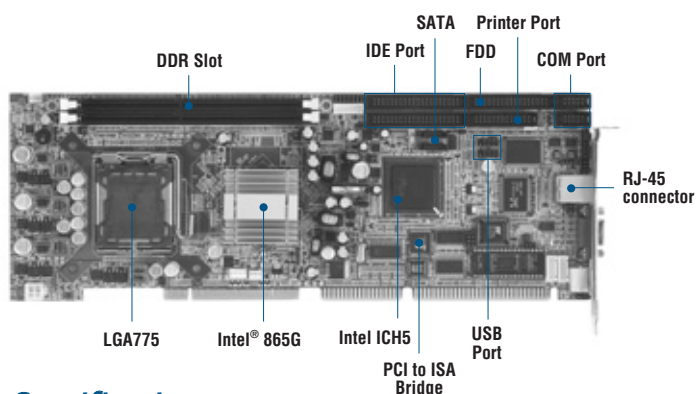 SATA
Printer Port
IDE Port
FDD
DDR Slot
COM Port
RJ-45
connector
LGA775
Intel® 865G
Intel ICH5
USB
Port
PCI to ISA
Bridge